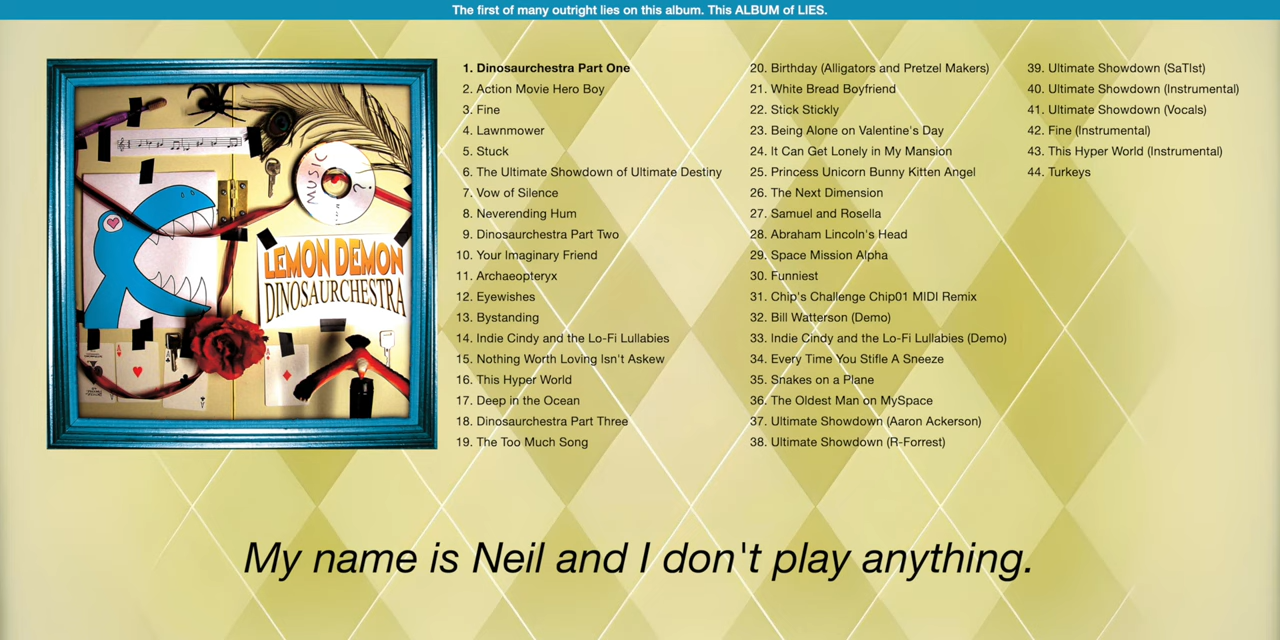 The first of many outright lies on this album. This ALBUM of LIES.
MUSIC
LEMON DEMON
DINOSAURCHESTRA
1. Dinosaurchestra Part One
2. Action Movie Hero Boy
3. Fine
4. Lawnmower
5. Stuck
6. The Ultimate Showdown of Ultimate Destiny
7. Vow of Silence
8. Neverending Hum
9. Dinosaurchestra Part Two
10. Your Imaginary Friend
11. Archaeopteryx
12. Eyewishes
13. Bystanding
14. Indie Cindy and the Lo-Fi Lullabies
15. Nothing Worth Loving Isn't Askew
16. This Hyper World
17. Deep in the Ocean
18. Dinosaurchestra Part Three
19. The Too Much Song
20. Birthday (Alligators and Pretzel Makers)
21. White Bread Boyfriend
22. Stick Stickly
23. Being Alone on Valentine's Day
24. It Can Get Lonely in My Mansion
25. Princess Unicorn Bunny Kitten Angel
26. The Next Dimension
27. Samuel and Rosella
28. Abraham Lincoln's Head
29. Space Mission Alpha
30. Funniest
31. Chip's Challenge Chip01 MIDI Remix
32. Bill Watterson (Demo)
33. Indie Cindy and the Lo-Fi Lullabies (Demo)
34. Every Time You Stifle A Sneeze
35. Snakes on a Plane
36. The Oldest Man on MySpace
37. Ultimate Showdown (Aaron Ackerson)
38. Ultimate Showdown (R-Forrest)
39. Ultimate Showdown (SaTIst)
40. Ultimate Showdown (Instrumental)
41. Ultimate Showdown (Vocals)
42. Fine (Instrumental)
43. This Hyper World (Instrumental)
44. Turkeys
My name is Neil and I don't play anything.